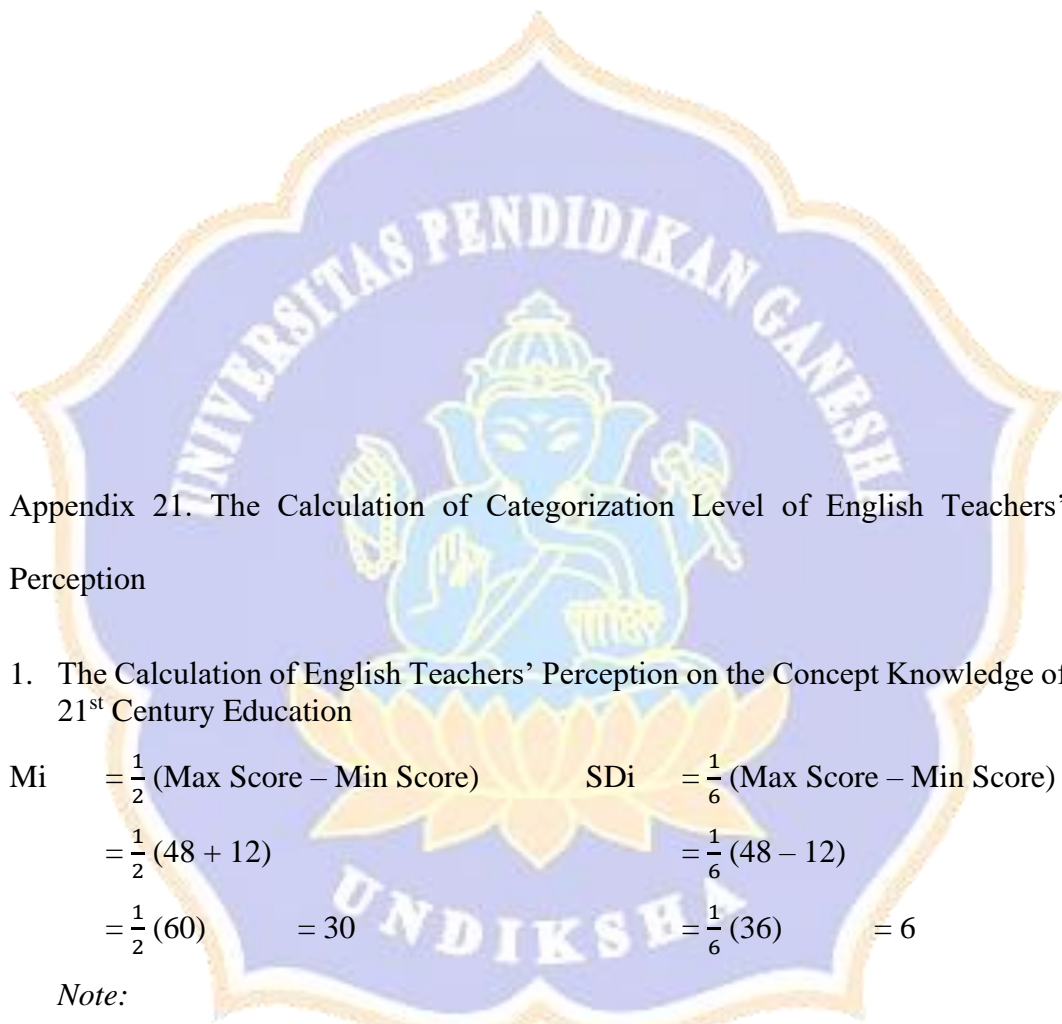 UNIVERSITAS PENDIDIKAN GANESHA
Appendix 21. The Calculation of Categorization Level of English Teachers'
Perception
1. The Calculation of English Teachers' Perception on the Concept Knowledge of
21st Century Education
Mi = 1/2 (Max Score – Min Score) SDi = 1/6 (Max Score – Min Score)
= 1/2 (48 + 12) = 1/6 (48 – 12)
= 1/2 (60) = 30 = 1/6 (36) = 6
UNDIKSHA
Note: